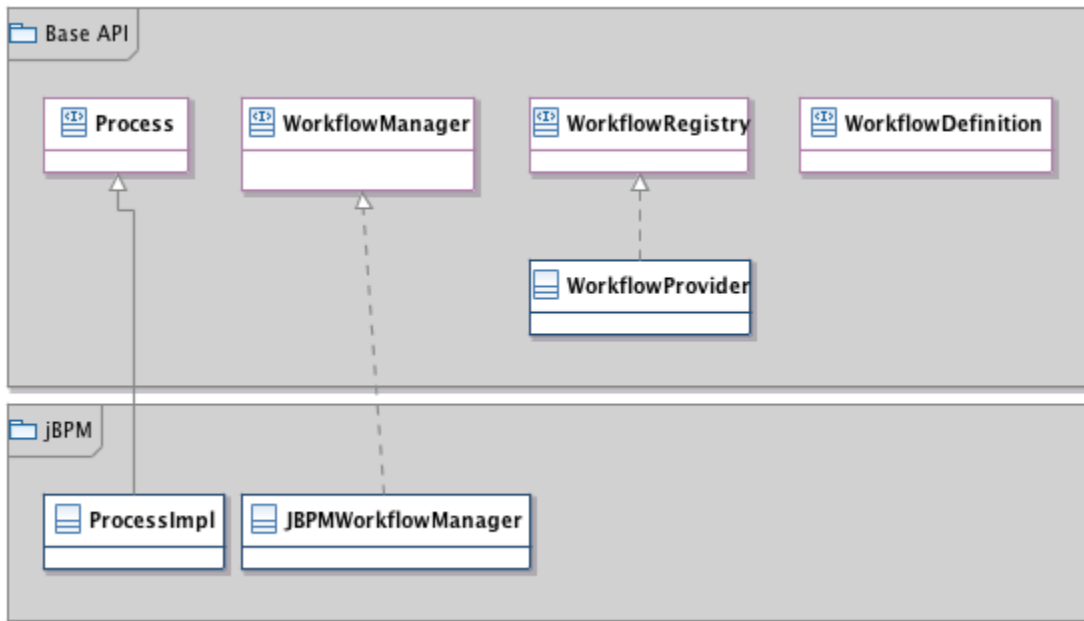 Base API
<I> Process
<I> WorkflowManager
<I> WorkflowRegistry
<I> WorkflowDefinition
WorkflowProvider
jBPM
ProcessImpl
JBPMWorkflowManager